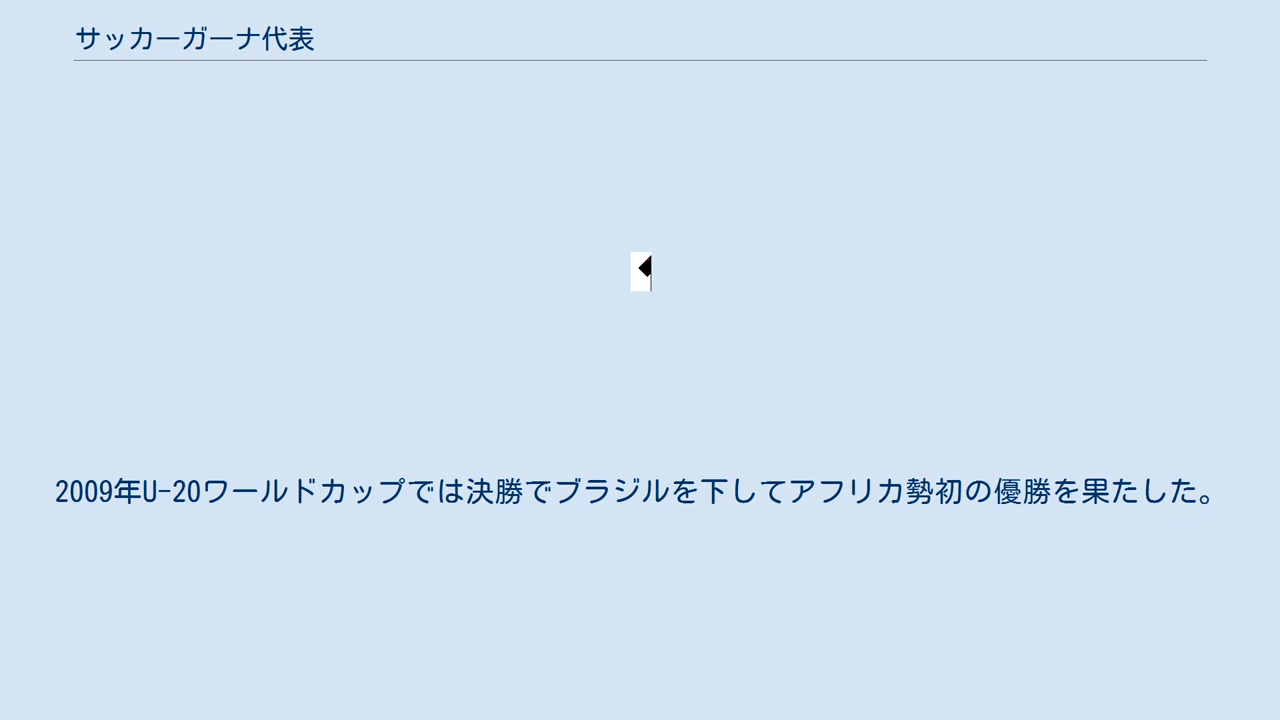 サッカーガーナ代表
2009年U-20ワールドカップでは決勝でブラジルを下してアフリカ勢初の優勝を果たした。